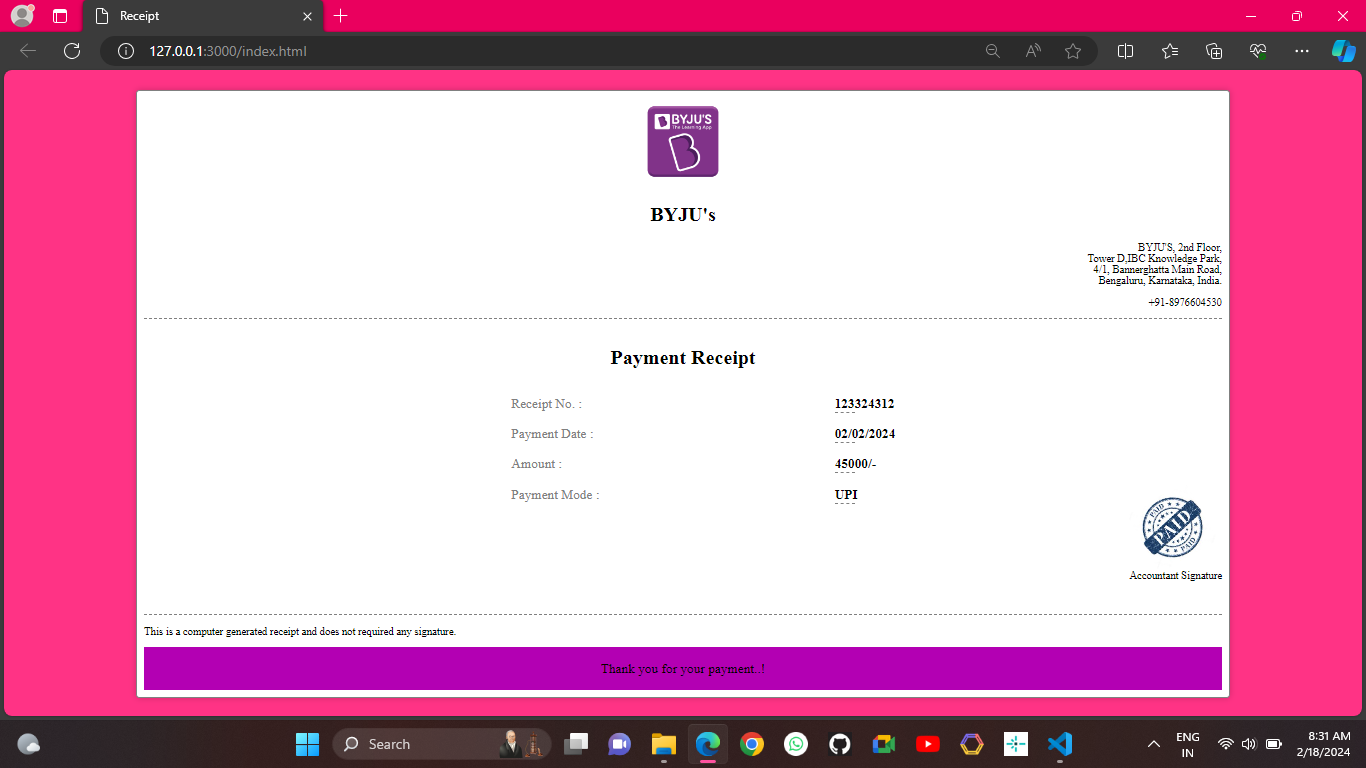 Receipt
127.0.0.1:3000/index.html
BYJU'S
The Learning App
B
BYJU's
BYJU'S, 2nd Floor,
Tower D,IBC Knowledge Park,
4/1, Bannerghatta Main Road,
Bengaluru, Karnataka, India.
+91-8976604530
Payment Receipt
Receipt No. : 123324312
Payment Date : 02/02/2024
Amount : 45000/-
Payment Mode : UPI
PAID
PAID
PAID
Accountant Signature
This is a computer generated receipt and does not required any signature.
Thank you for your payment..!
Search
ENG
IN
8:31 AM
2/18/2024